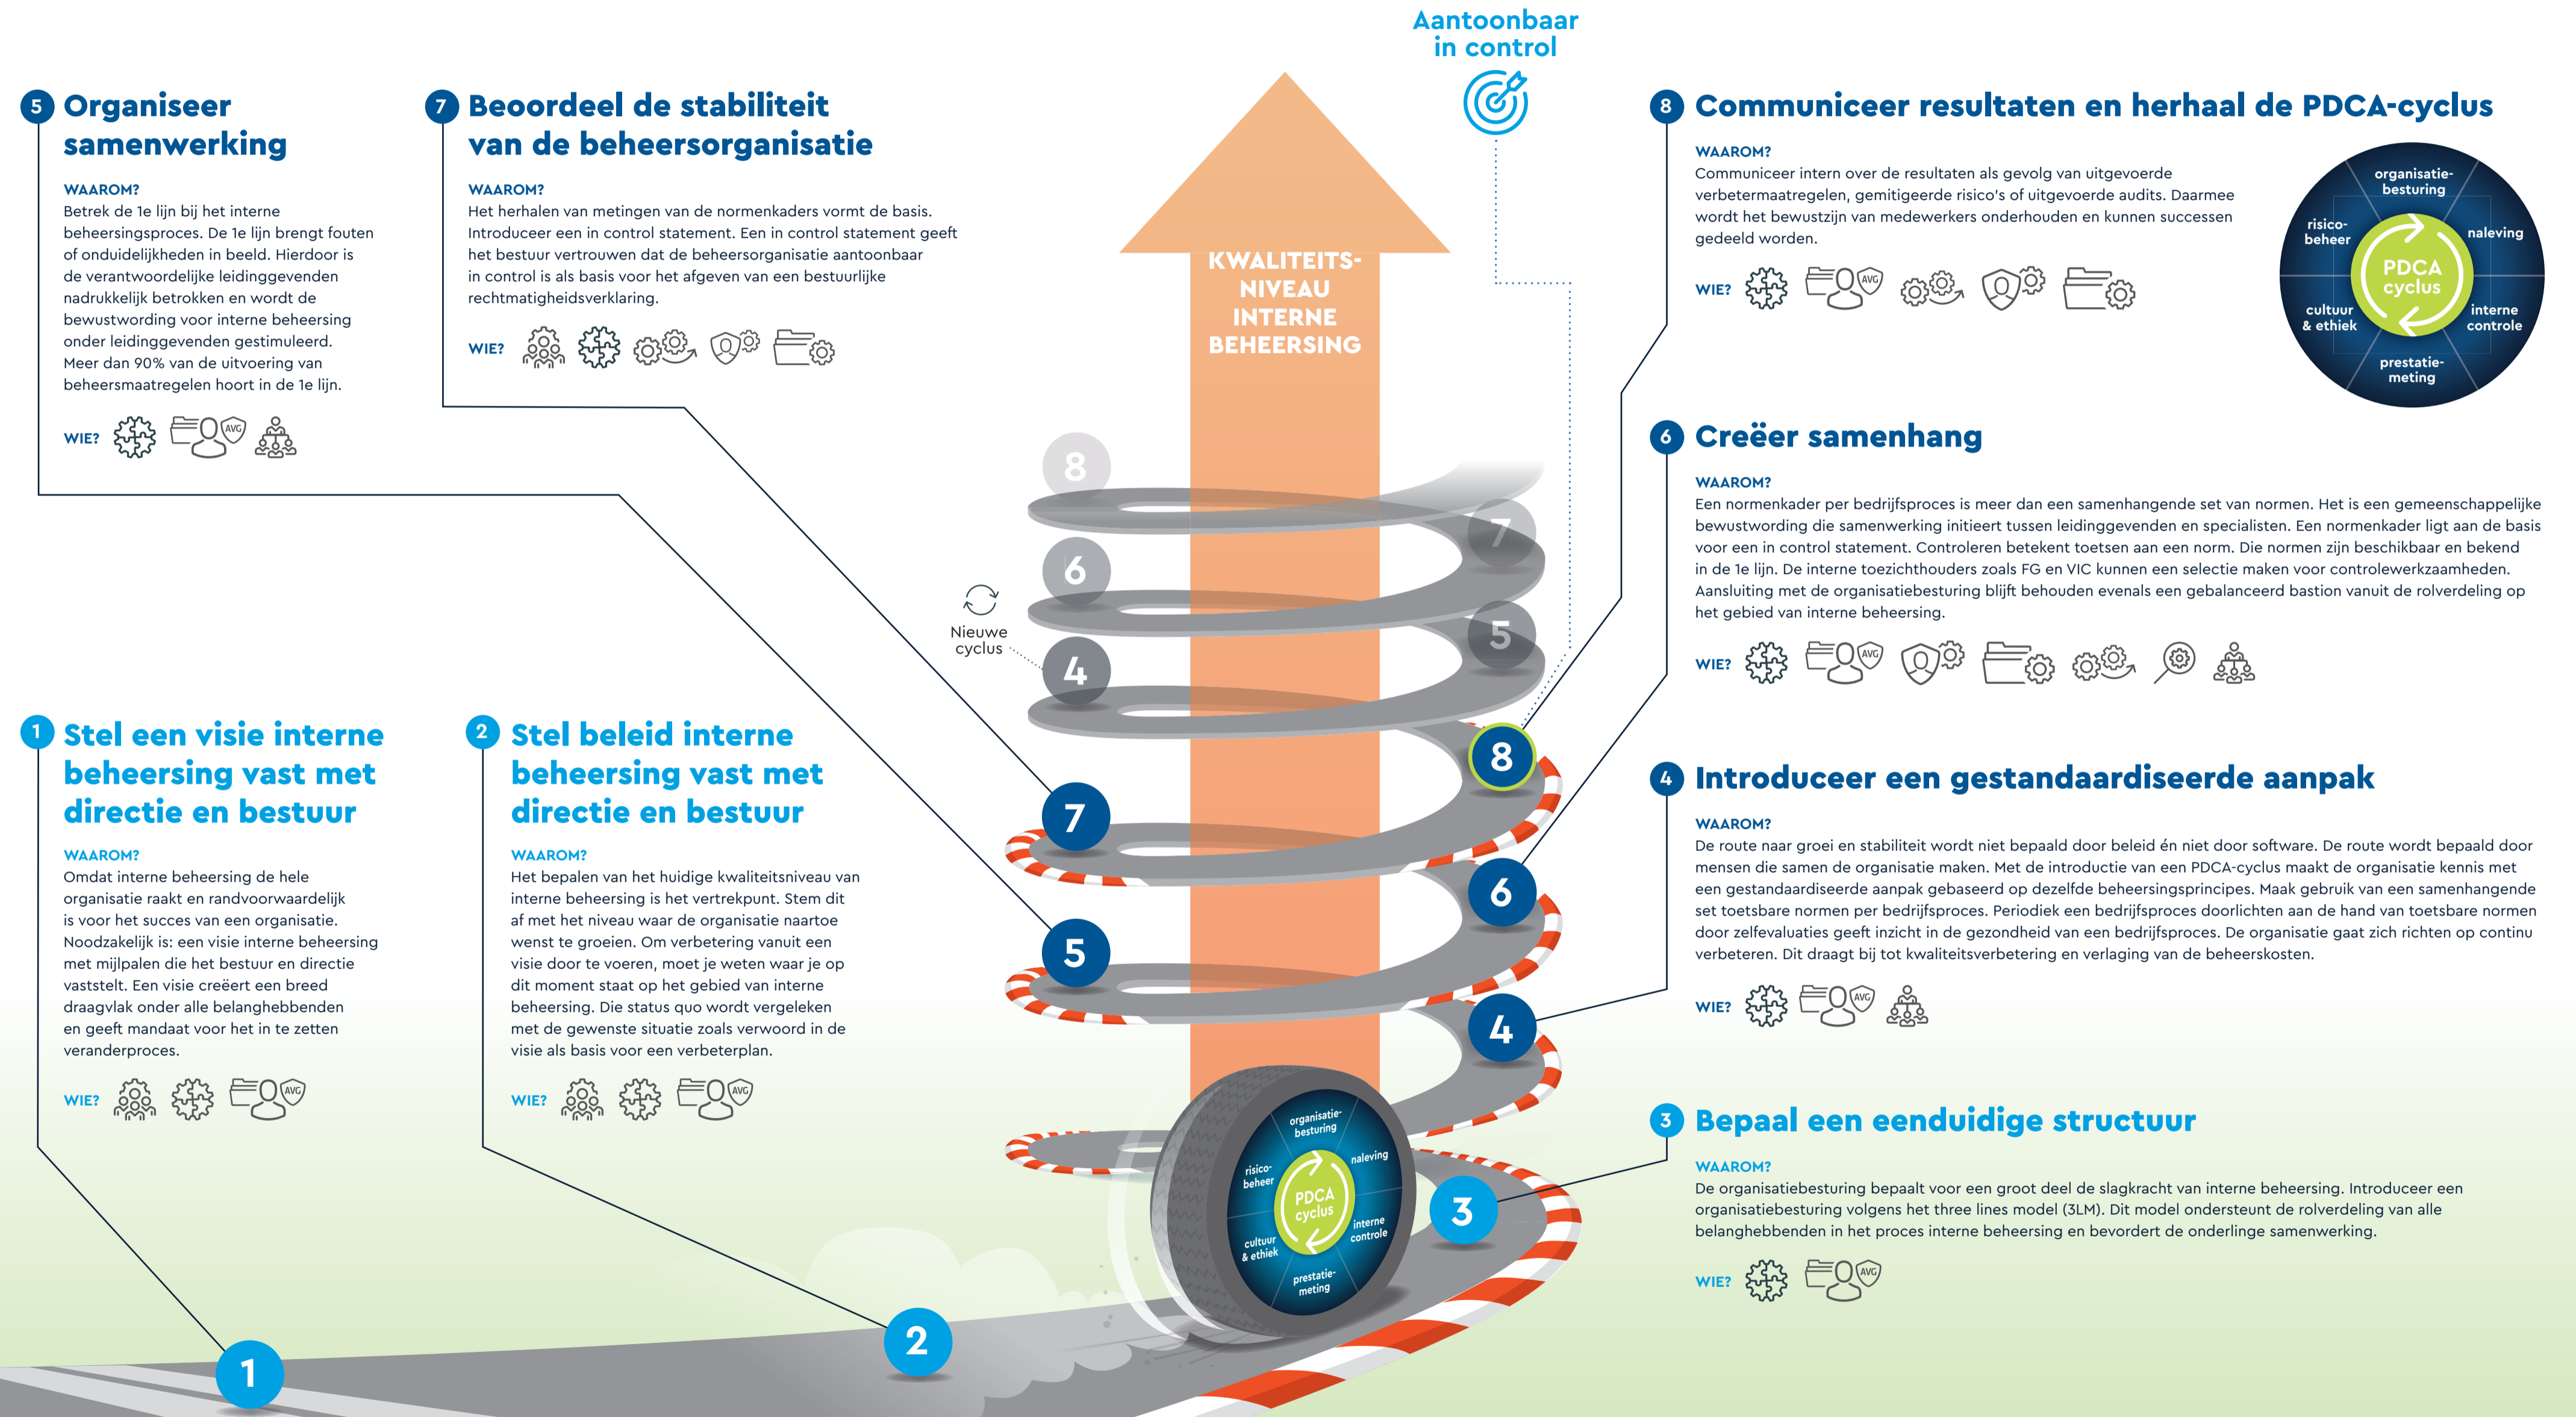 Aantoonbaar
in control
5
Organiseer
samenwerking
WAAROM?
Betrek de 1e lijn bij het interne
beheersingsproces. De 1e lijn brengt fouten
of onduidelijkheden in beeld. Hierdoor is
de verantwoordelijke leidinggevenden
nadrukkelijk betrokken en wordt de
bewustwording voor interne beheersing
onder leidinggevenden gestimuleerd.
Meer dan 90% van de uitvoering van
beheersmaatregelen hoort in de 1e lijn.
WIE?
AVG
7
Beoordeel de stabiliteit
van de beheersorganisatie
WAAROM?
Het herhalen van metingen van de normenkaders vormt de basis.
Introduceer een in control statement. Een in control statement geeft
het bestuur vertrouwen dat de beheersorganisatie aantoonbaar
in control is als basis voor het afgeven van een bestuurlijke
rechtmatigheidsverklaring.
WIE?
KWALITEITS-
NIVEAU
INTERNE
BEHEERSING
8
Communiceer resultaten en herhaal de PDCA-cyclus
WAAROM?
Communiceer intern over de resultaten als gevolg van uitgevoerde
verbetermaatregelen, gemitigeerde risico's of uitgevoerde audits. Daarmee
wordt het bewustzijn van medewerkers onderhouden en kunnen successen
gedeeld worden.
WIE?
AVG
organisatie-
besturing
risico-
beheer
naleving
PDCA
cyclus
cultuur
& ethiek
interne
controle
prestatie-
meting
6
Creëer samenhang
WAAROM?
Een normenkader per bedrijfsproces is meer dan een samenhangende set van normen. Het is een gemeenschappelijke
bewustwording die samenwerking initieert tussen leidinggevenden en specialisten. Een normenkader ligt aan de basis
voor een in control statement. Controleren betekent toetsen aan een norm. Die normen zijn beschikbaar en bekend
in de 1e lijn. De interne toezichthouders zoals FG en VIC kunnen een selectie maken voor controlewerkzaamheden.
Aansluiting met de organisatiebesturing blijft behouden evenals een gebalanceerd bastion vanuit de rolverdeling op
het gebied van interne beheersing.
WIE?
AVG
8
7
6
5
Nieuwe
cyclus
4
8
7
6
5
4
1
Stel een visie interne
beheersing vast met
directie en bestuur
WAAROM?
Omdat interne beheersing de hele
organisatie raakt en randvoorwaardelijk
is voor het succes van een organisatie.
Noodzakelijk is: een visie interne beheersing
met mijlpalen die het bestuur en directie
vaststelt. Een visie creëert een breed
draagvlak onder alle belanghebbenden
en geeft mandaat voor het in te zetten
veranderproces.
WIE?
AVG
2
Stel beleid interne
beheersing vast met
directie en bestuur
WAAROM?
Het bepalen van het huidige kwaliteitsniveau van
interne beheersing is het vertrekpunt. Stem dit
af met het niveau waar de organisatie naartoe
wenst te groeien. Om verbetering vanuit een
visie door te voeren, moet je weten waar je op
dit moment staat op het gebied van interne
beheersing. Die status quo wordt vergeleken
met de gewenste situatie zoals verwoord in de
visie als basis voor een verbeterplan.
WIE?
AVG
4
Introduceer een gestandaardiseerde aanpak
WAAROM?
De route naar groei en stabiliteit wordt niet bepaald door beleid én niet door software. De route wordt bepaald door
mensen die samen de organisatie maken. Met de introductie van een PDCA-cyclus maakt de organisatie kennis met
een gestandaardiseerde aanpak gebaseerd op dezelfde beheersingsprincipes. Maak gebruik van een samenhangende
set toetsbare normen per bedrijfsproces. Periodiek een bedrijfsproces doorlichten aan de hand van toetsbare normen
door zelfevaluaties geeft inzicht in de gezondheid van een bedrijfsproces. De organisatie gaat zich richten op continu
verbeteren. Dit draagt bij tot kwaliteitsverbetering en verlaging van de beheerskosten.
WIE?
AVG
3
Bepaal een eenduidige structuur
WAAROM?
De organisatiebesturing bepaalt voor een groot deel de slagkracht van interne beheersing. Introduceer een
organisatiebesturing volgens het three lines model (3LM). Dit model ondersteunt de rolverdeling van alle
belanghebbenden in het proces interne beheersing en bevordert de onderlinge samenwerking.
WIE?
AVG
organisatie-
besturing
risico-
beheer
naleving
PDCA
cyclus
cultuur
& ethiek
interne
controle
prestatie-
meting
3
2
1